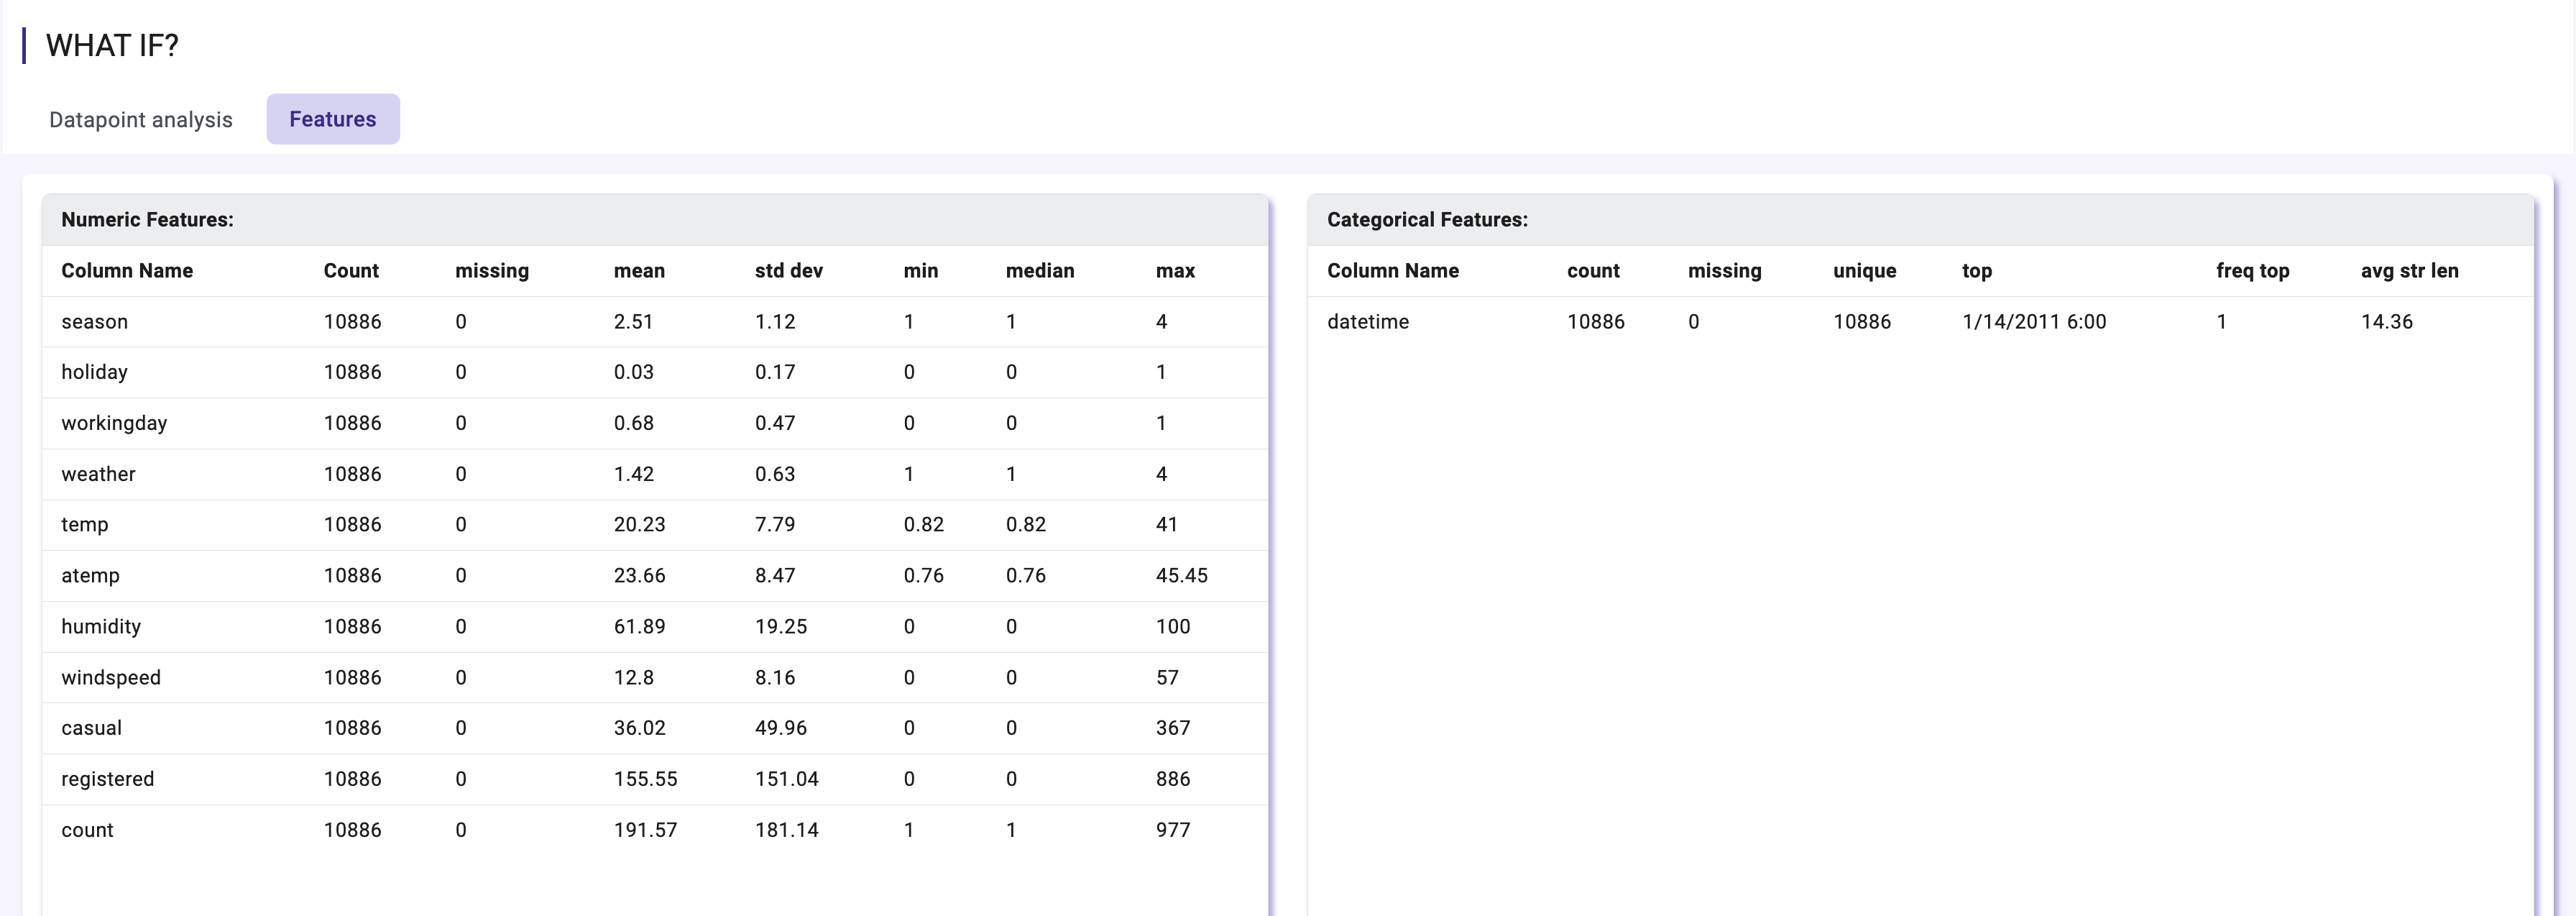 WHAT IF?
Datapoint analysis Features
Numeric Features:
Column Name Count missing mean std dev min median max
season 10886 0 2.51 1.12 1 1 4
holiday 10886 0 0.03 0.17 0 0 1
workingday 10886 0 0.68 0.47 0 0 1
weather 10886 0 1.42 0.63 1 1 4
temp 10886 0 20.23 7.79 0.82 0.82 41
atemp 10886 0 23.66 8.47 0.76 0.76 45.45
humidity 10886 0 61.89 19.25 0 0 100
windspeed 10886 0 12.8 8.16 0 0 57
casual 10886 0 36.02 49.96 0 0 367
registered 10886 0 155.55 151.04 0 0 886
count 10886 0 191.57 181.14 1 1 977
Categorical Features:
Column Name count missing unique top freq top avg str len
datetime 10886 0 10886 1/14/2011 6:00 1 14.36